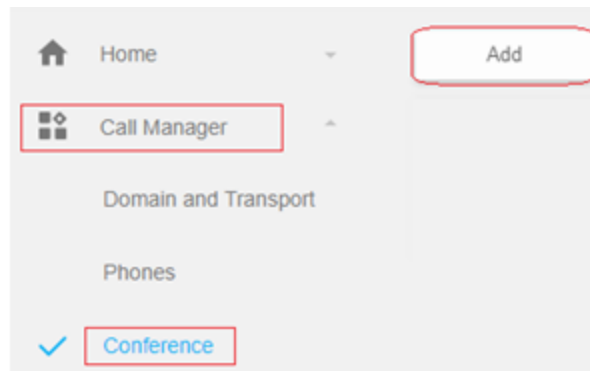 Home
Add
Call Manager
Domain and Transport
Phones
Conference